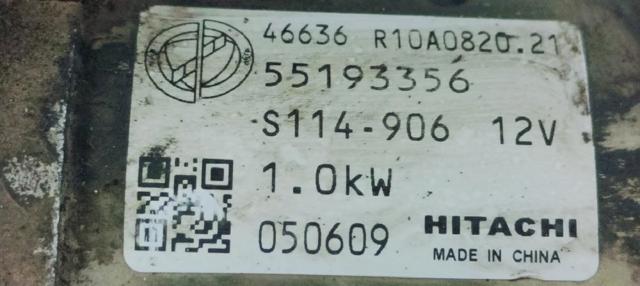 46636 R10A0820.21
55193356
S114-906 12V
1.0kW
050609 HITACHI
MADE IN CHINA